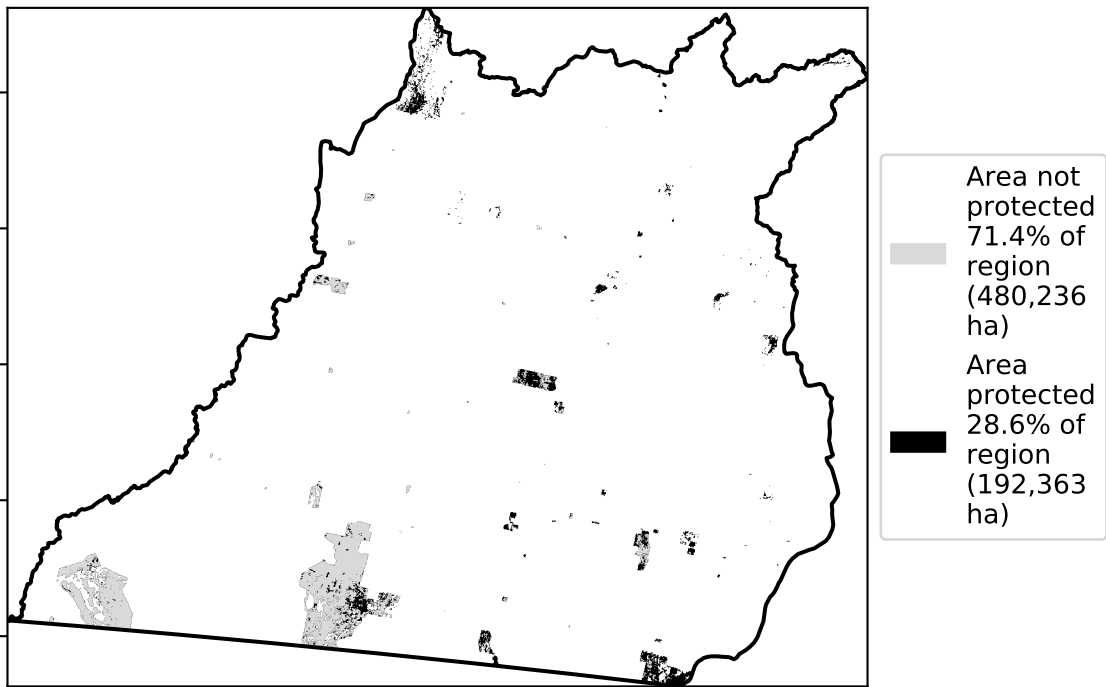 Area not
protected
71.4% of
region
(480,236
ha)
Area
protected
28.6% of
region
(192,363
ha)